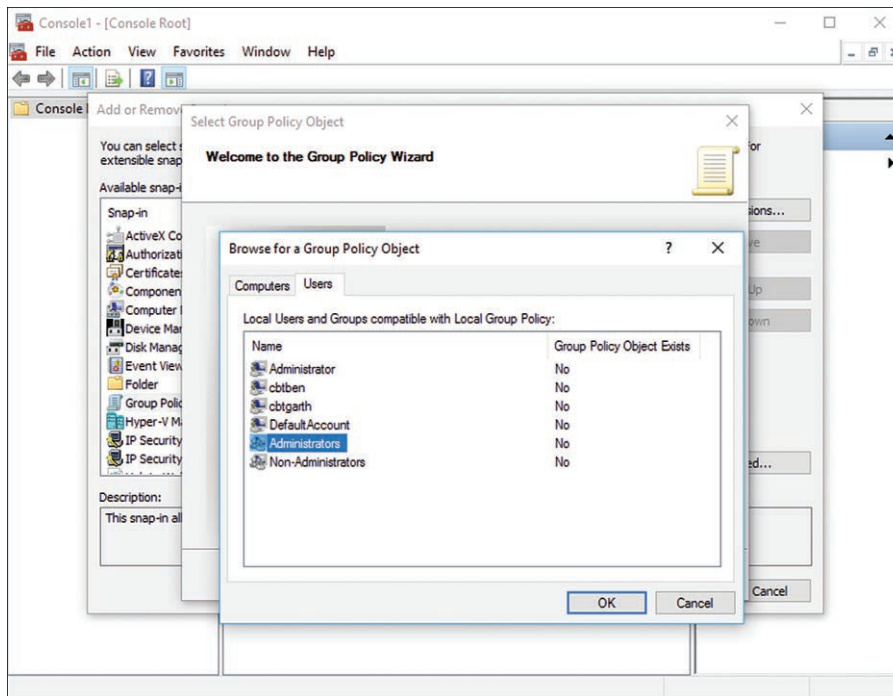 Console1 - [Console Root]
File Action View Favorites Window Help
Console
Add or Remov
Select Group Policy Object
You can select
extensible snap
for
Welcome to the Group Policy Wizard
Available snap-i
Snap-in
ActiveX Co
Authorizati
Certificate
Componen
Computer
Device Mar
Disk Manag
Event View
Folder
Group Polic
Hyper-V M
IP Security
IP Security
sions...
ve
Up
own
ed...
Description:
This snap-in all
Cancel
Browse for a Group Policy Object
?
Computers Users
Local Users and Groups compatible with Local Group Policy:
Name Group Policy Object Exists
Administrator No
cbtben No
cbtgarth No
DefaultAccount No
Administrators No
Non-Administrators No
OK Cancel